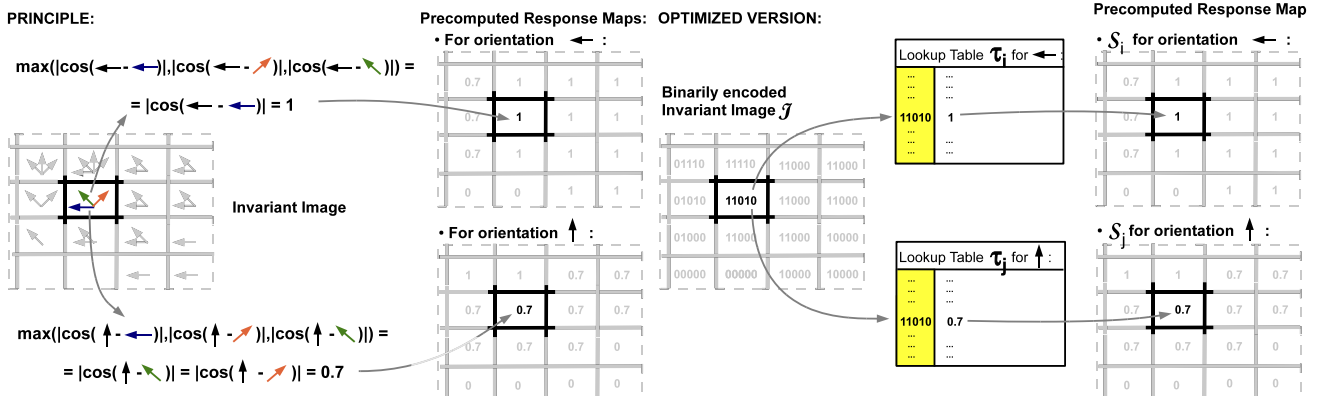 PRINCIPLE:
max(|cos(←-←)|,|cos(←-↗)|,|cos(←-↖)|) =
= |cos(←-←)| = 1
Invariant Image
max(|cos(↑-←)|,|cos(↑-↗)|,|cos(↑-↖)|) =
= |cos(↑-↖)|= |cos(↑-↗)| = 0.7
Precomputed Response Maps:
• For orientation ← :
0.7 1 1 1
0.7 1 1 1
0.7 1 1 1
0 0 1 1
• For orientation ↑ :
1 1 0.7 0.7
0.7 0.7 0.7 0.7
0.7 0.7 0.7 0
0 0 0 0
OPTIMIZED VERSION:
Binarily encoded
Invariant Image 𝒥
01110 11110 11000 11000
01010 11010 11000 11000
01000 11000 11000 10000
00000 00000 10000 10000
Lookup Table τi for ← :
... ...
... ...
... ...
11010 1
... ...
... ...
Lookup Table τj for ↑ :
... ...
... ...
... ...
11010 0.7
... ...
... ...
... ...
Precomputed Response Map
• 𝒮i for orientation ← :
0.7 1 1 1
0.7 1 1 1
0.7 1 1 1
0 0 1 1
• 𝒮j for orientation ↑ :
1 1 0.7 0.7
0.7 0.7 0.7 0.7
0.7 0.7 0.7 0
0 0 0 0